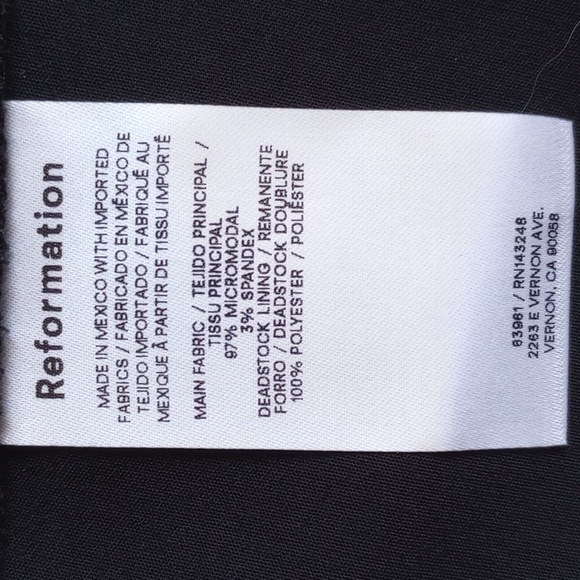 Reformation
MADE IN MEXICO WITH IMPORTED
FABRICS / FABRICADO EN MÉXICO DE
TEJIDO IMPORTADO / FABRIQUÉ AU
MEXIQUE À PARTIR DE TISSU IMPORTÉ
MAIN FABRIC / TEJIDO PRINCIPAL /
TISSU PRINCIPAL
97% MICROMODAL
3% SPANDEX
DEADSTOCK LINING / REMANENTE
FORRO / DEADSTOCK DOUBLURE
100% POLYESTER / POLIÉSTER
63961 / RN143248
2263 E VERNON AVE.
VERNON, CA 90058